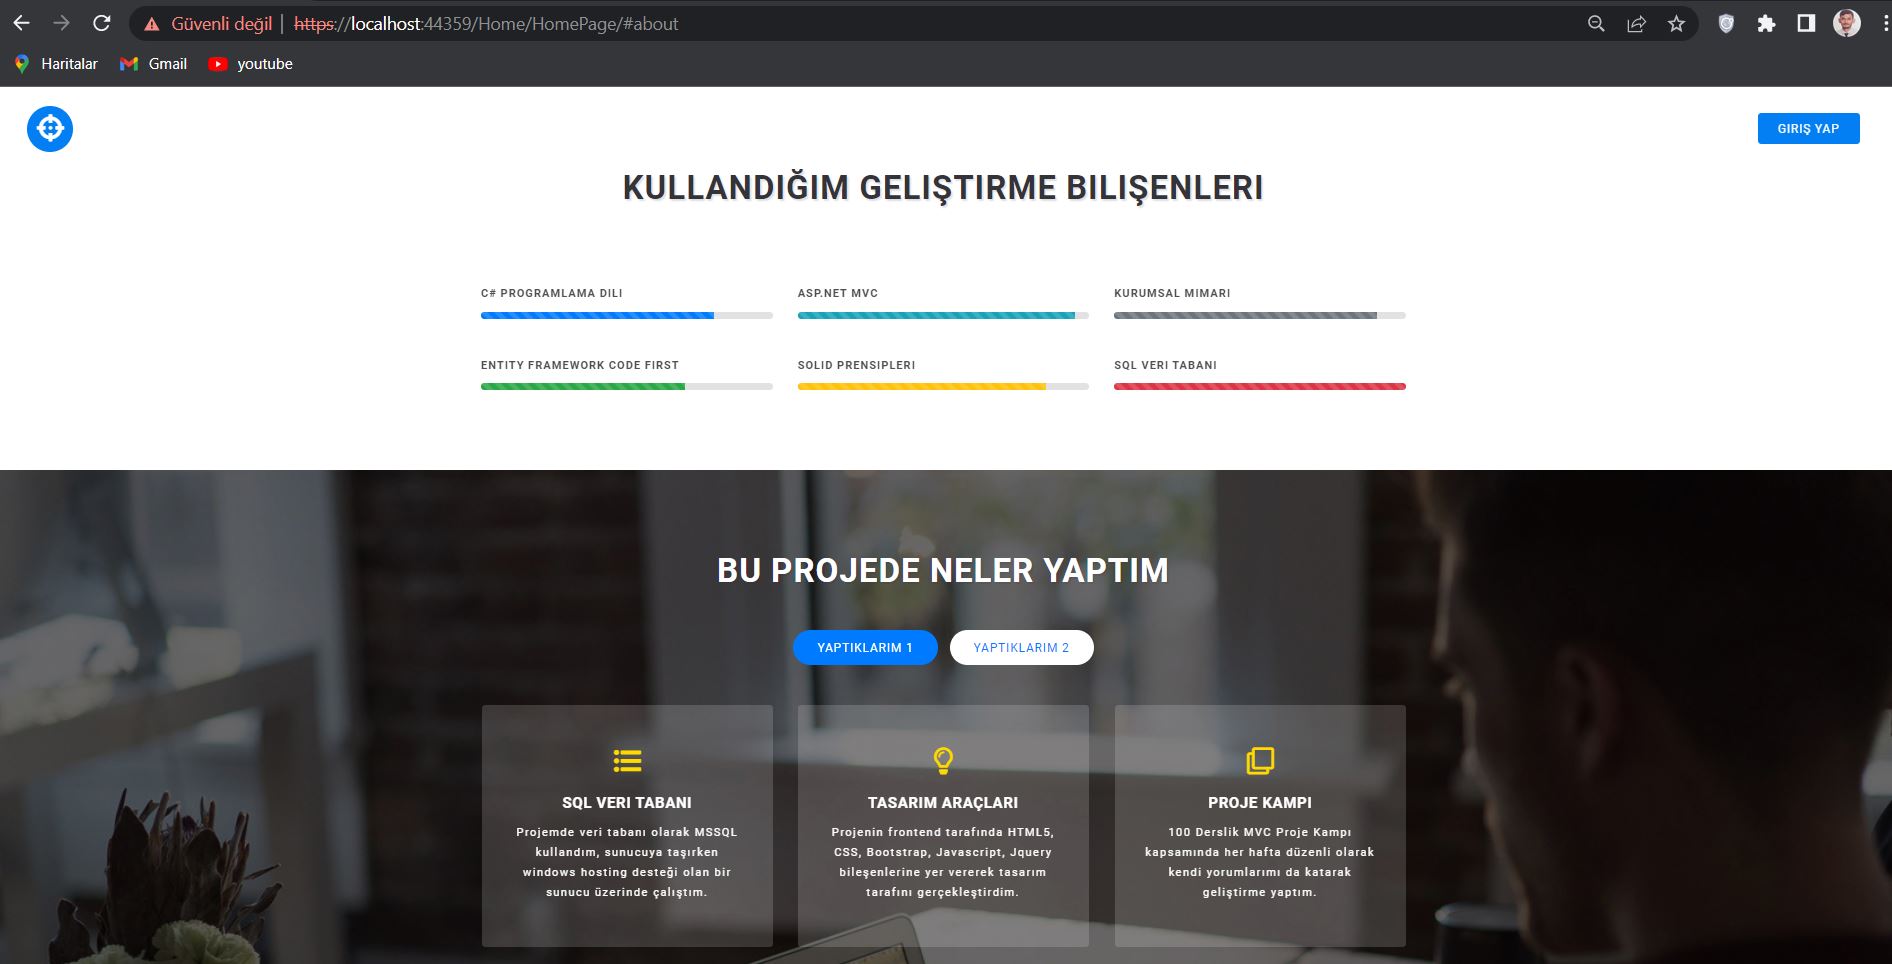 Güvenli değil | https://localhost:44359/Home/HomePage/#about
Haritalar Gmail youtube
GIRIŞ YAP
KULLANDIĞIM GELIŞTIRME BILIŞENLERI
C# PROGRAMLAMA DILI
ASP.NET MVC
KURUMSAL MIMARI
ENTITY FRAMEWORK CODE FIRST
SOLID PRENSIPLERI
SQL VERI TABANI
BU PROJEDE NELER YAPTIM
YAPTIKLARIM 1
YAPTIKLARIM 2
SQL VERI TABANI
Projemde veri tabanı olarak MSSQL
kullandım, sunucuya taşırken
windows hosting desteği olan bir
sunucu üzerinde çalıştım.
TASARIM ARAÇLARI
Projenin frontend tarafında HTML5,
CSS, Bootstrap, Javascript, Jquery
bileşenlerine yer vererek tasarım
tarafını gerçekleştirdim.
PROJE KAMPI
100 Derslik MVC Proje Kampı
kapsamında her hafta düzenli olarak
kendi yorumlarımı da katarak
geliştirme yaptım.